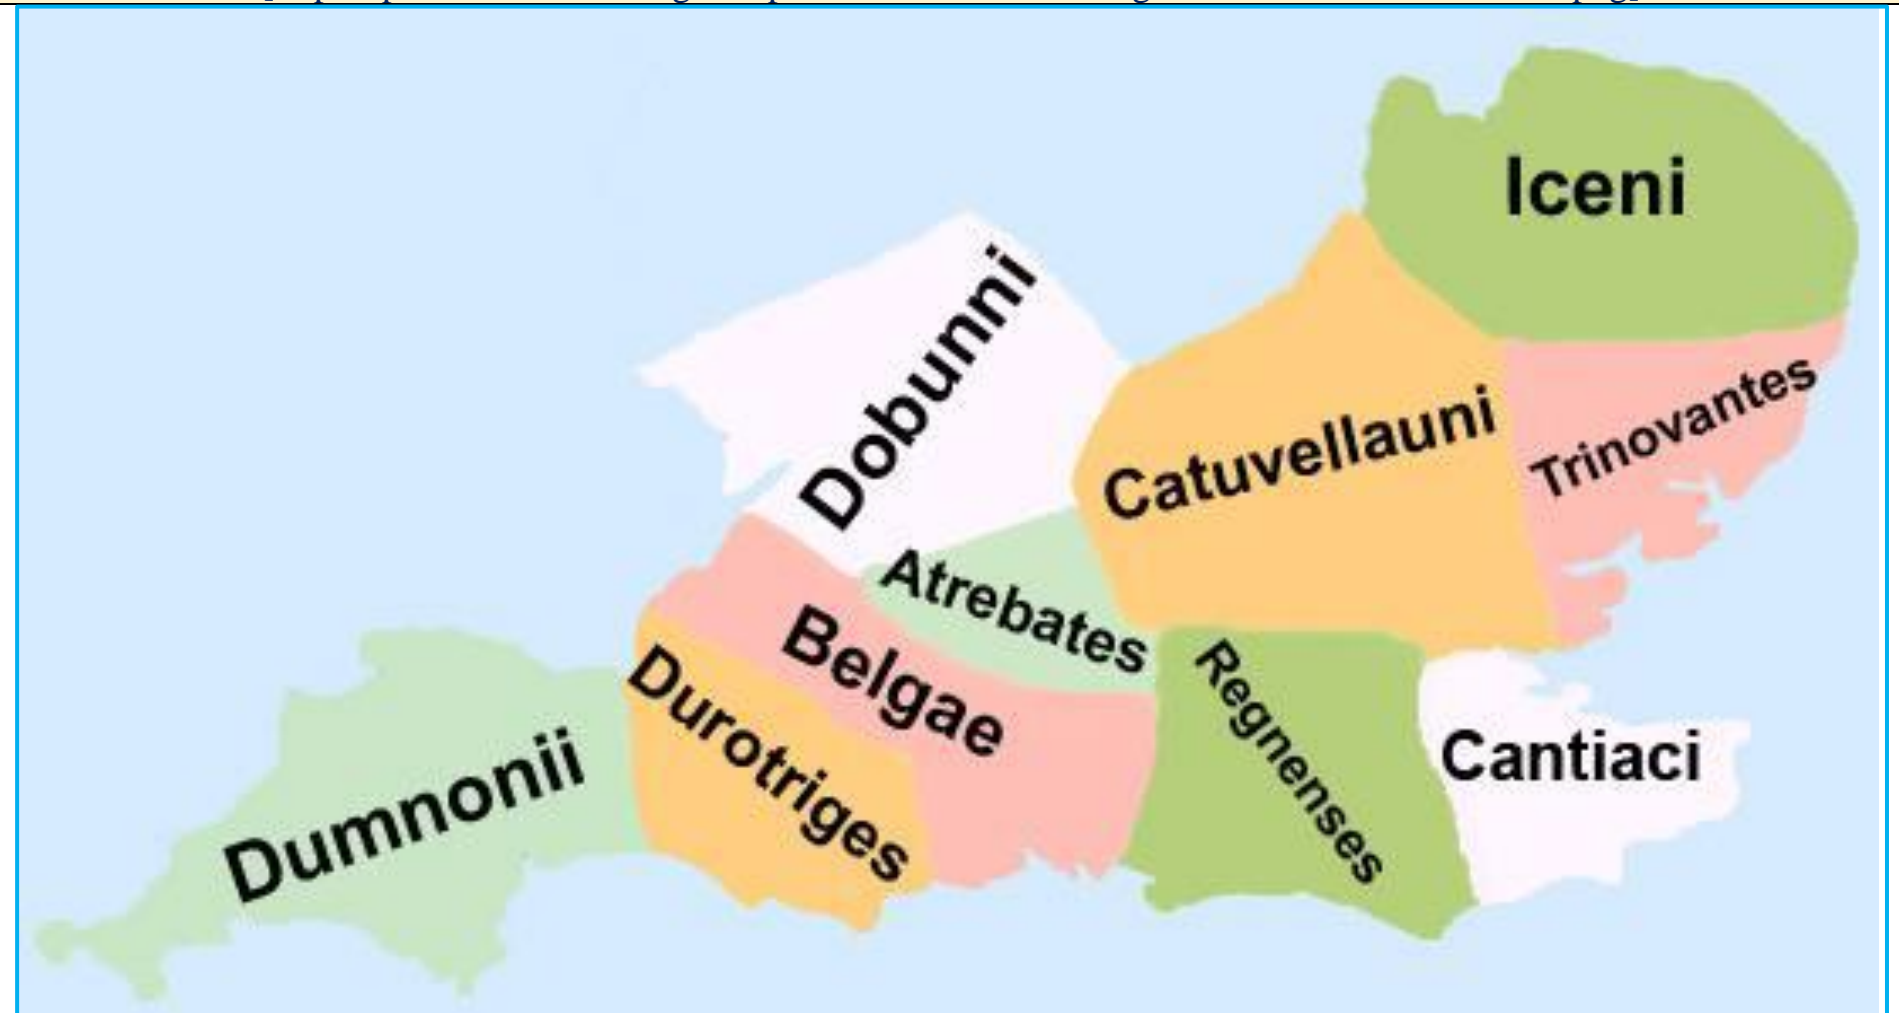 Iceni
Dobunni
Catuvellauni
Trinovantes
Atrebates
Belgae
Durotriges
Regnenses
Cantiaci
Dumnonii